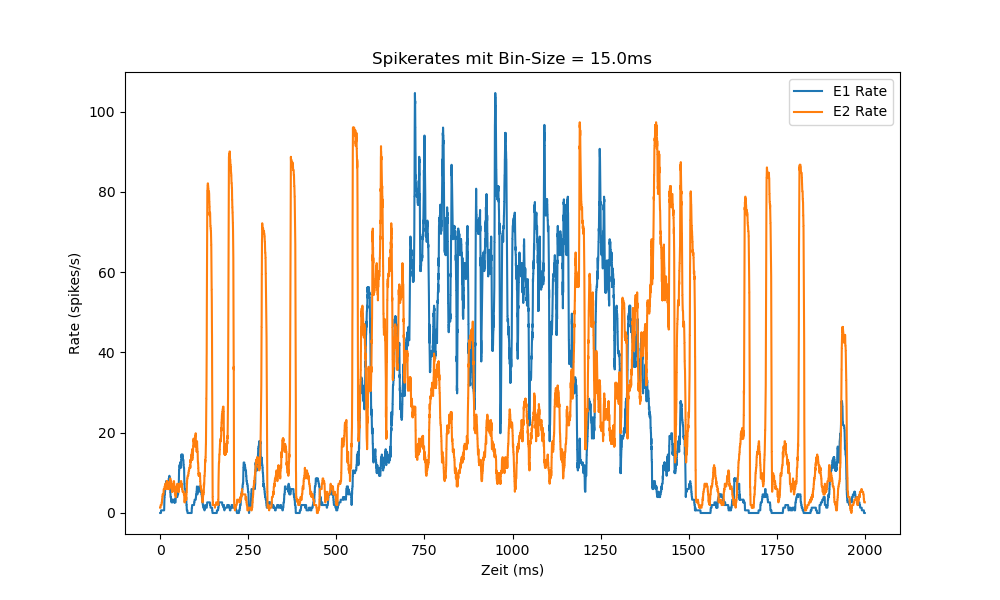 Spikerates mit Bin-Size = 15.0ms
E1 Rate
E2 Rate
100
80
60
40
20
0
Rate (spikes/s)
0 250 500 750 1000 1250 1500 1750 2000
Zeit (ms)